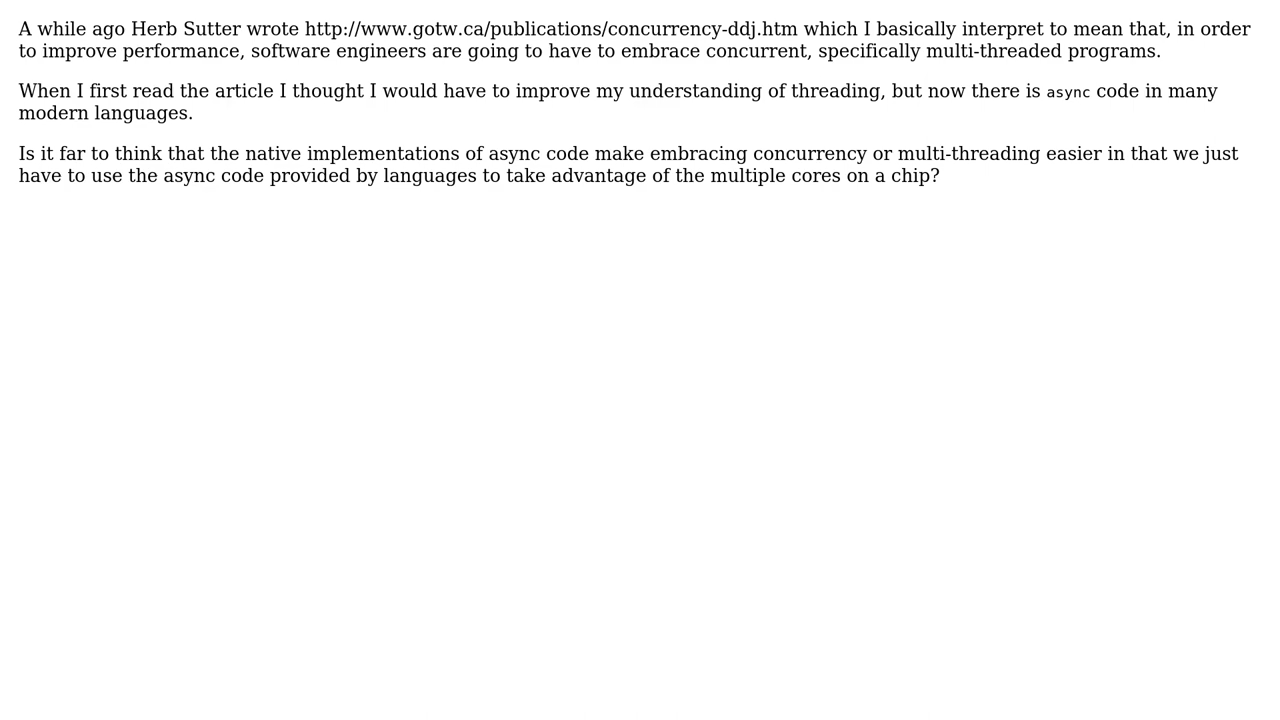 A while ago Herb Sutter wrote http://www.gotw.ca/publications/concurrency-ddj.htm which I basically interpret to mean that, in order
to improve performance, software engineers are going to have to embrace concurrent, specifically multi-threaded programs.
When I first read the article I thought I would have to improve my understanding of threading, but now there is async code in many
modern languages.
Is it far to think that the native implementations of async code make embracing concurrency or multi-threading easier in that we just
have to use the async code provided by languages to take advantage of the multiple cores on a chip?